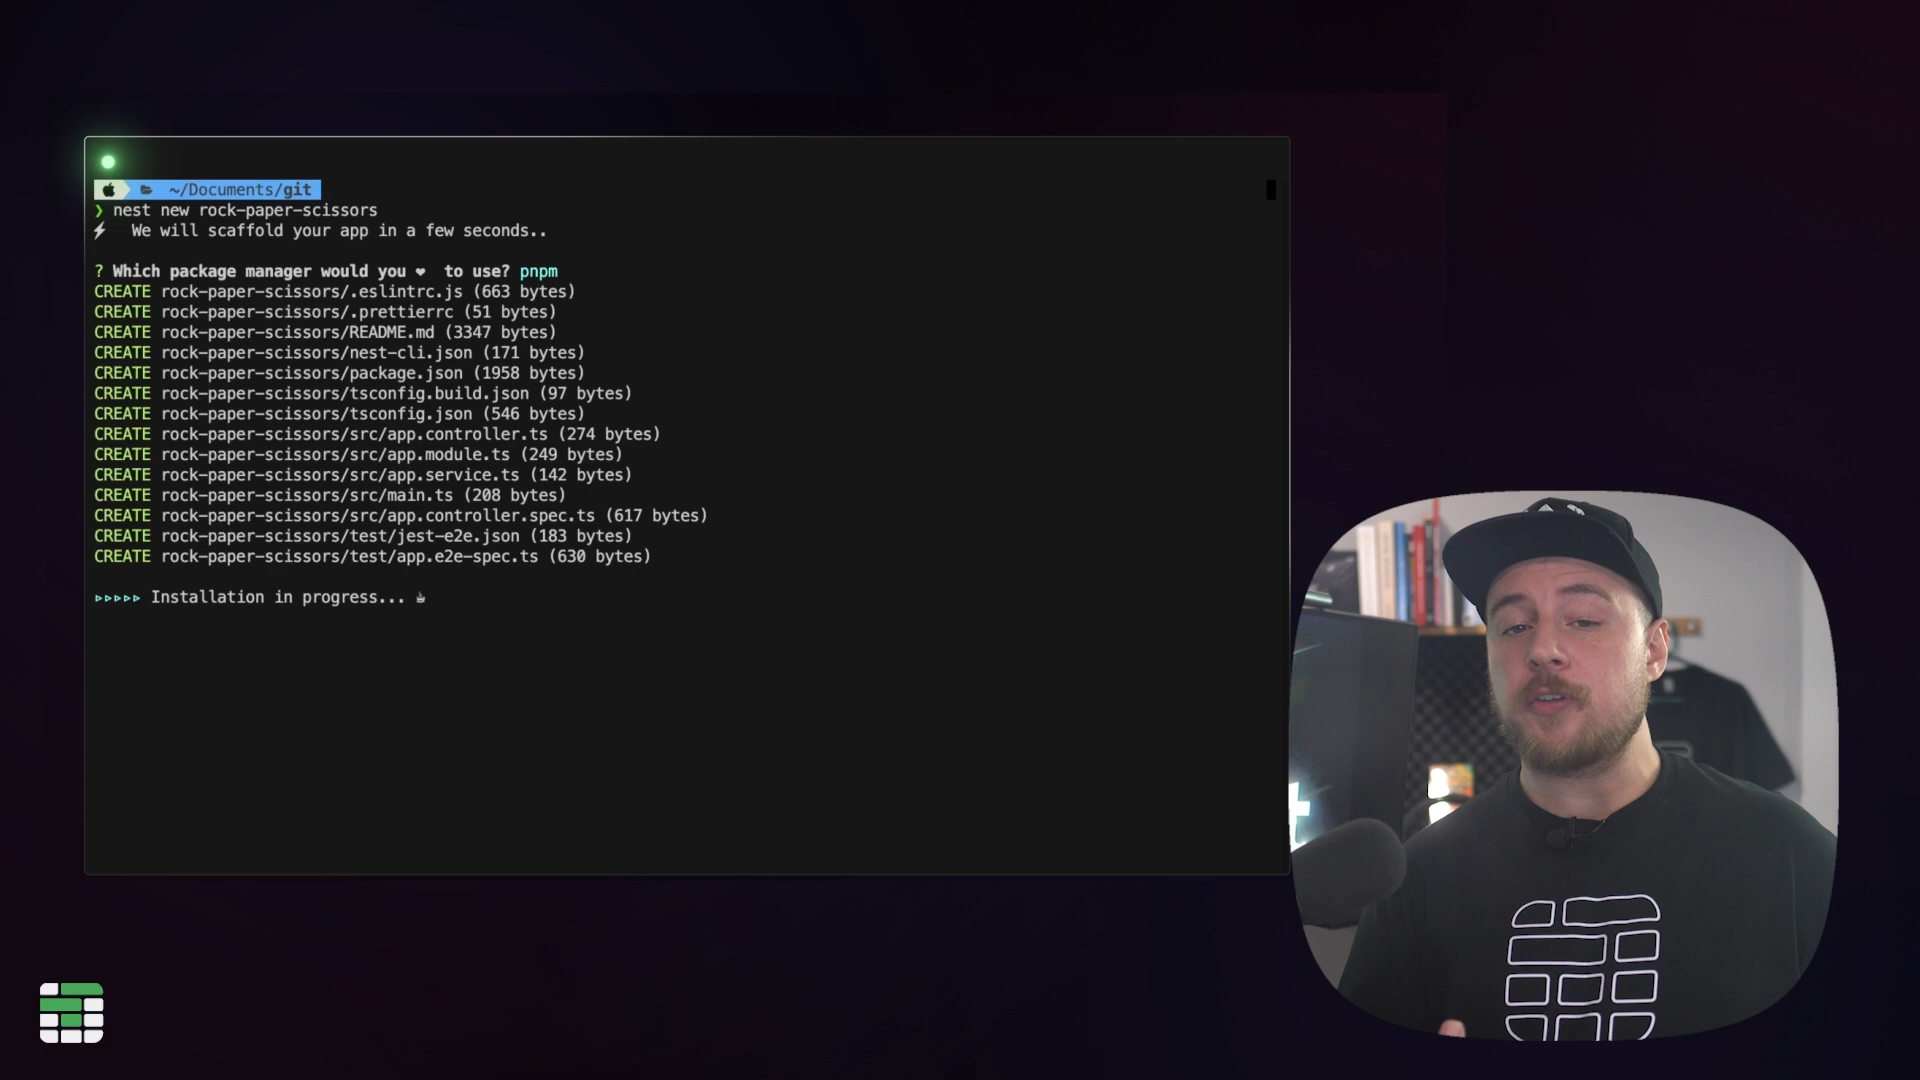 ~/Documents/git
❯ nest new rock-paper-scissors
⚡ We will scaffold your app in a few seconds..
? Which package manager would you ❤ to use? pnpm
CREATE rock-paper-scissors/.eslintrc.js (663 bytes)
CREATE rock-paper-scissors/.prettierrc (51 bytes)
CREATE rock-paper-scissors/README.md (3347 bytes)
CREATE rock-paper-scissors/nest-cli.json (171 bytes)
CREATE rock-paper-scissors/package.json (1958 bytes)
CREATE rock-paper-scissors/tsconfig.build.json (97 bytes)
CREATE rock-paper-scissors/tsconfig.json (546 bytes)
CREATE rock-paper-scissors/src/app.controller.ts (274 bytes)
CREATE rock-paper-scissors/src/app.module.ts (249 bytes)
CREATE rock-paper-scissors/src/app.service.ts (142 bytes)
CREATE rock-paper-scissors/src/main.ts (208 bytes)
CREATE rock-paper-scissors/src/app.controller.spec.ts (617 bytes)
CREATE rock-paper-scissors/test/jest-e2e.json (183 bytes)
CREATE rock-paper-scissors/test/app.e2e-spec.ts (630 bytes)
▹▹▹▹▹ Installation in progress... ☕